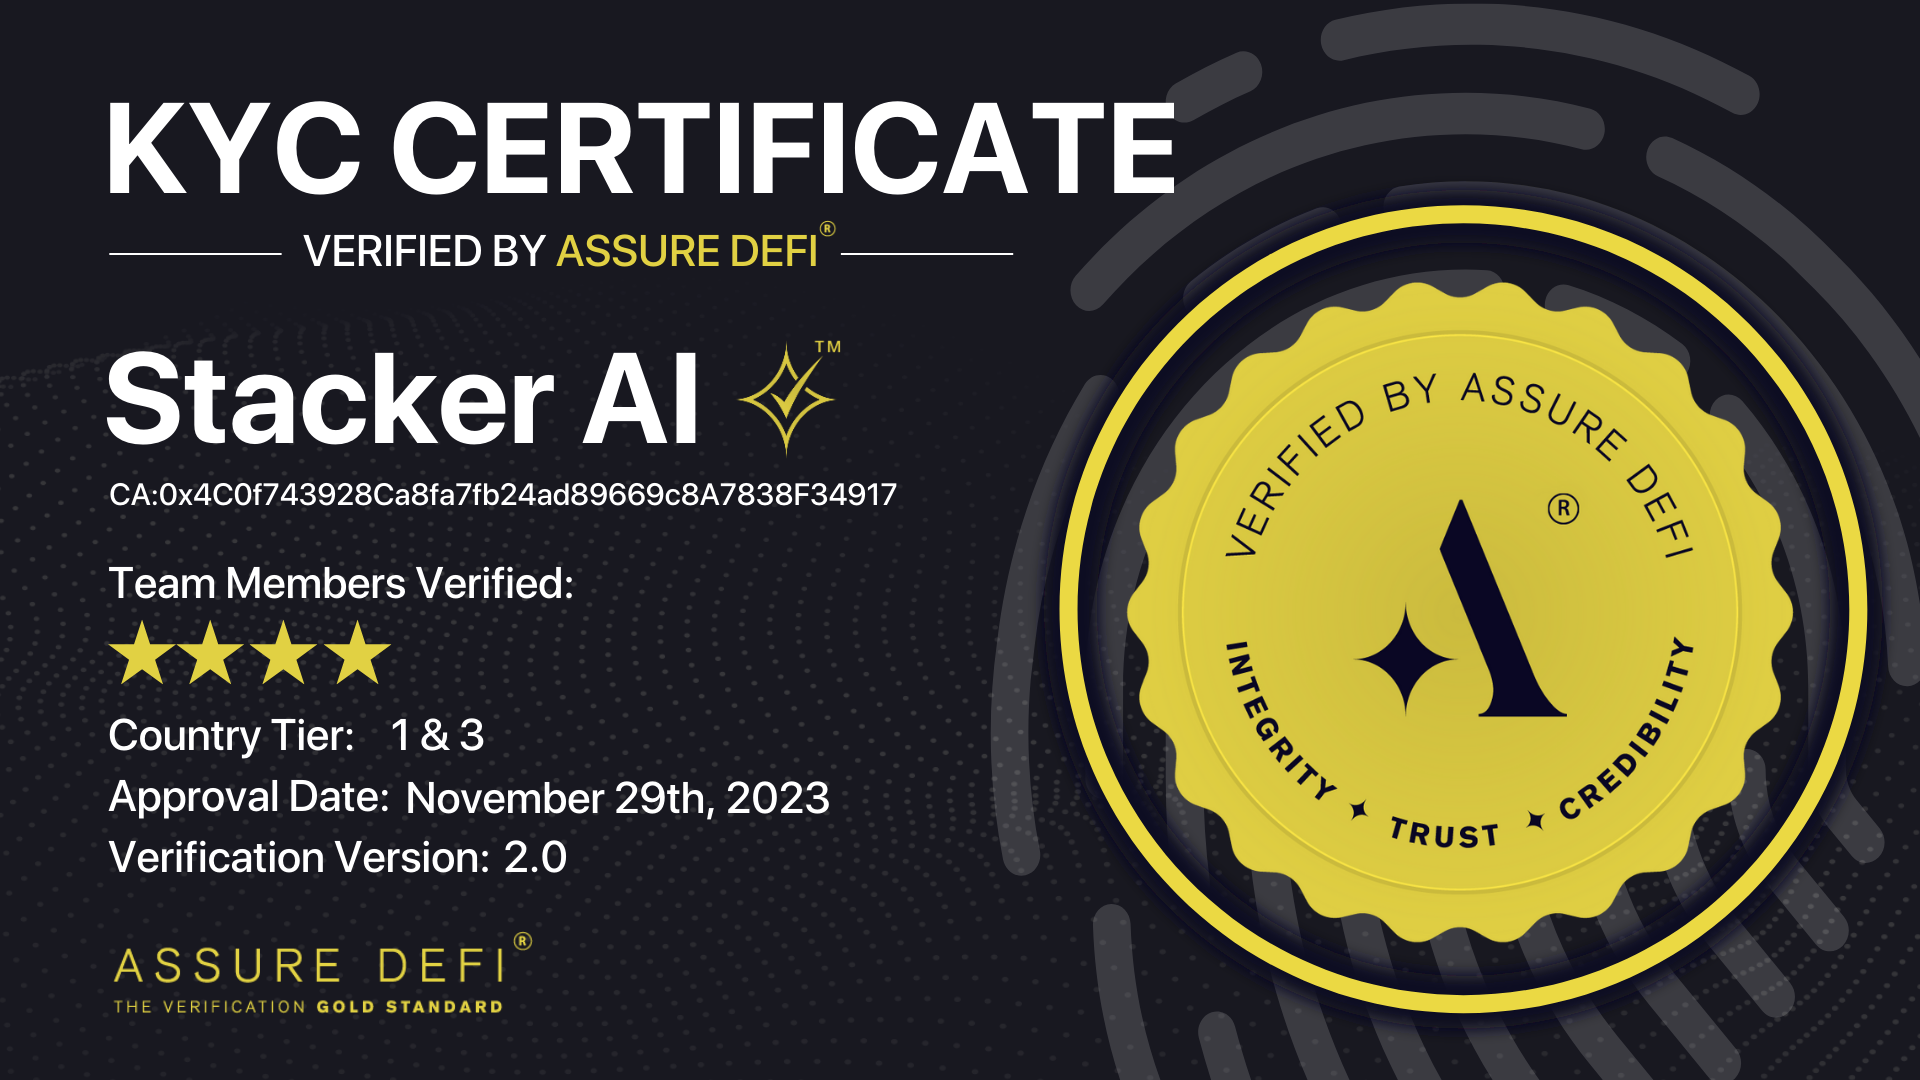 KYC CERTIFICATE
VERIFIED BY ASSURE DEFI®
Stacker AI ™
CA:0x4C0f743928Ca8fa7fb24ad89669c8A7838F34917
Team Members Verified:
Country Tier: 1 & 3
Approval Date: November 29th, 2023
Verification Version: 2.0
ASSURE DEFI®
THE VERIFICATION GOLD STANDARD
VERIFIED BY ASSURE DEFI
®
INTEGRITY ✦ TRUST ✦ CREDIBILITY